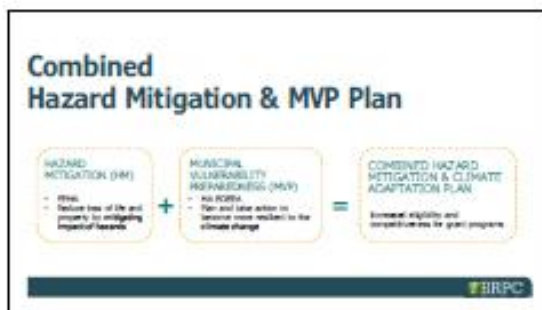 Combined
Hazard Mitigation & MVP Plan
HAZARD
MITIGATION (HM)
• FEMA
• Reduce loss of life and
property by mitigating
impact of hazards
+
MUNICIPAL
VULNERABILITY
PREPAREDNESS (MVP)
• MA EOEEA
• Plan and take action to
become more resilient to the
climate change
=
COMBINED HAZARD
MITIGATION & CLIMATE
ADAPTATION PLAN
Increased eligibility and
competitiveness for grant programs
BRPC